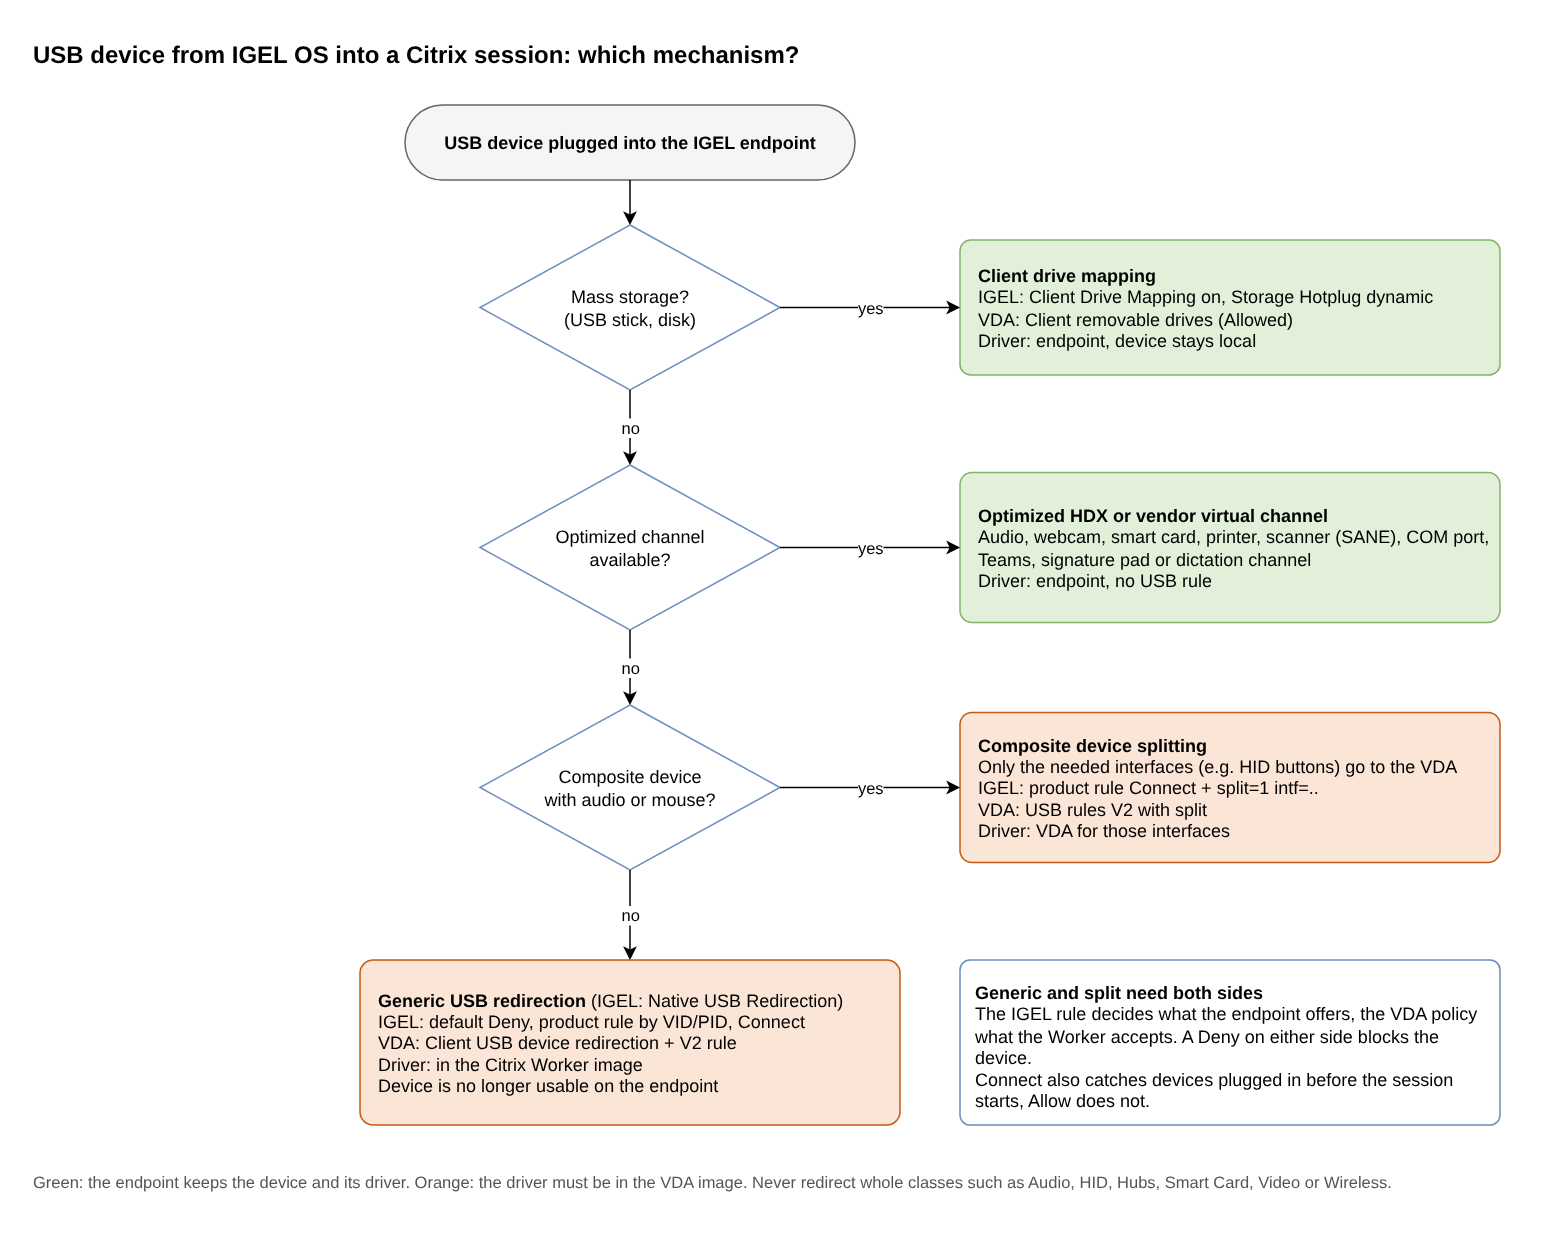 USB device from IGEL OS into a Citrix session: which mechanism?
USB device plugged into the IGEL endpoint
Mass storage?
(USB stick, disk)
yes
Client drive mapping
IGEL: Client Drive Mapping on, Storage Hotplug dynamic
VDA: Client removable drives (Allowed)
Driver: endpoint, device stays local
no
Optimized channel
available?
yes
Optimized HDX or vendor virtual channel
Audio, webcam, smart card, printer, scanner (SANE), COM port,
Teams, signature pad or dictation channel
Driver: endpoint, no USB rule
no
Composite device
with audio or mouse?
yes
Composite device splitting
Only the needed interfaces (e.g. HID buttons) go to the VDA
IGEL: product rule Connect + split=1 intf=..
VDA: USB rules V2 with split
Driver: VDA for those interfaces
no
Generic USB redirection (IGEL: Native USB Redirection)
IGEL: default Deny, product rule by VID/PID, Connect
VDA: Client USB device redirection + V2 rule
Driver: in the Citrix Worker image
Device is no longer usable on the endpoint
Generic and split need both sides
The IGEL rule decides what the endpoint offers, the VDA policy
what the Worker accepts. A Deny on either side blocks the
device.
Connect also catches devices plugged in before the session
starts, Allow does not.
Green: the endpoint keeps the device and its driver. Orange: the driver must be in the VDA image. Never redirect whole classes such as Audio, HID, Hubs, Smart Card, Video or Wireless.